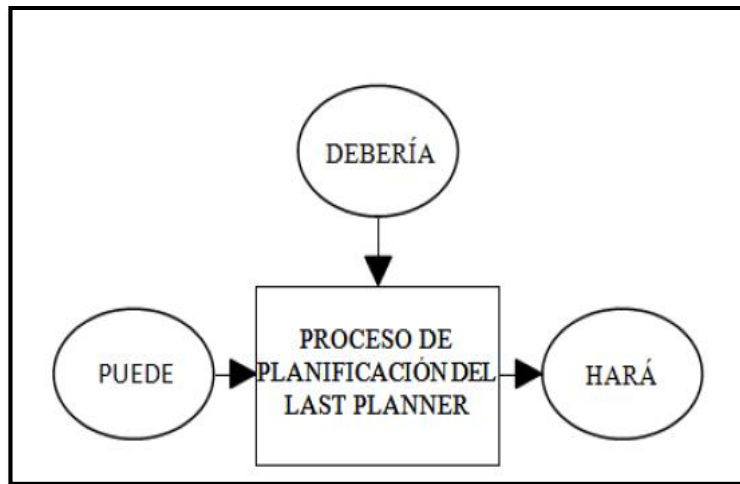 DEBERÍA
PUEDE
PROCESO DE
PLANIFICACIÓN DEL
LAST PLANNER
HARÁ